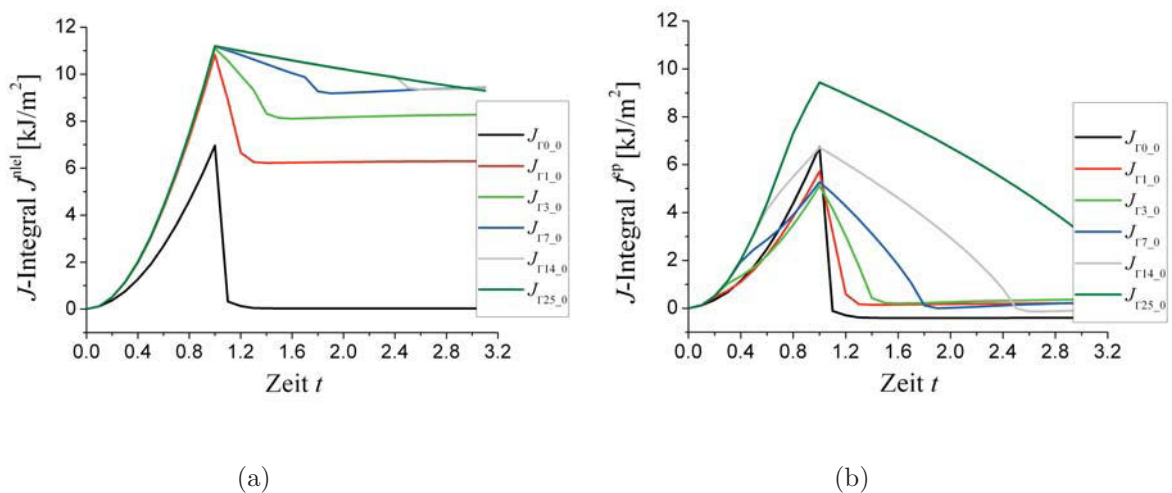 12
10
8
6
4
2
0
J-Integral J^nlel [kJ/m^2]
0.0 0.4 0.8 1.2 1.6 2.0 2.4 2.8 3.2
Zeit t
J_Γ0_0
J_Γ1_0
J_Γ3_0
J_Γ7_0
J_Γ14_0
J_Γ25_0
(a)
12
10
8
6
4
2
0
J-Integral J^ep [kJ/m^2]
0.0 0.4 0.8 1.2 1.6 2.0 2.4 2.8 3.2
Zeit t
J_Γ0_0
J_Γ1_0
J_Γ3_0
J_Γ7_0
J_Γ14_0
J_Γ25_0
(b)